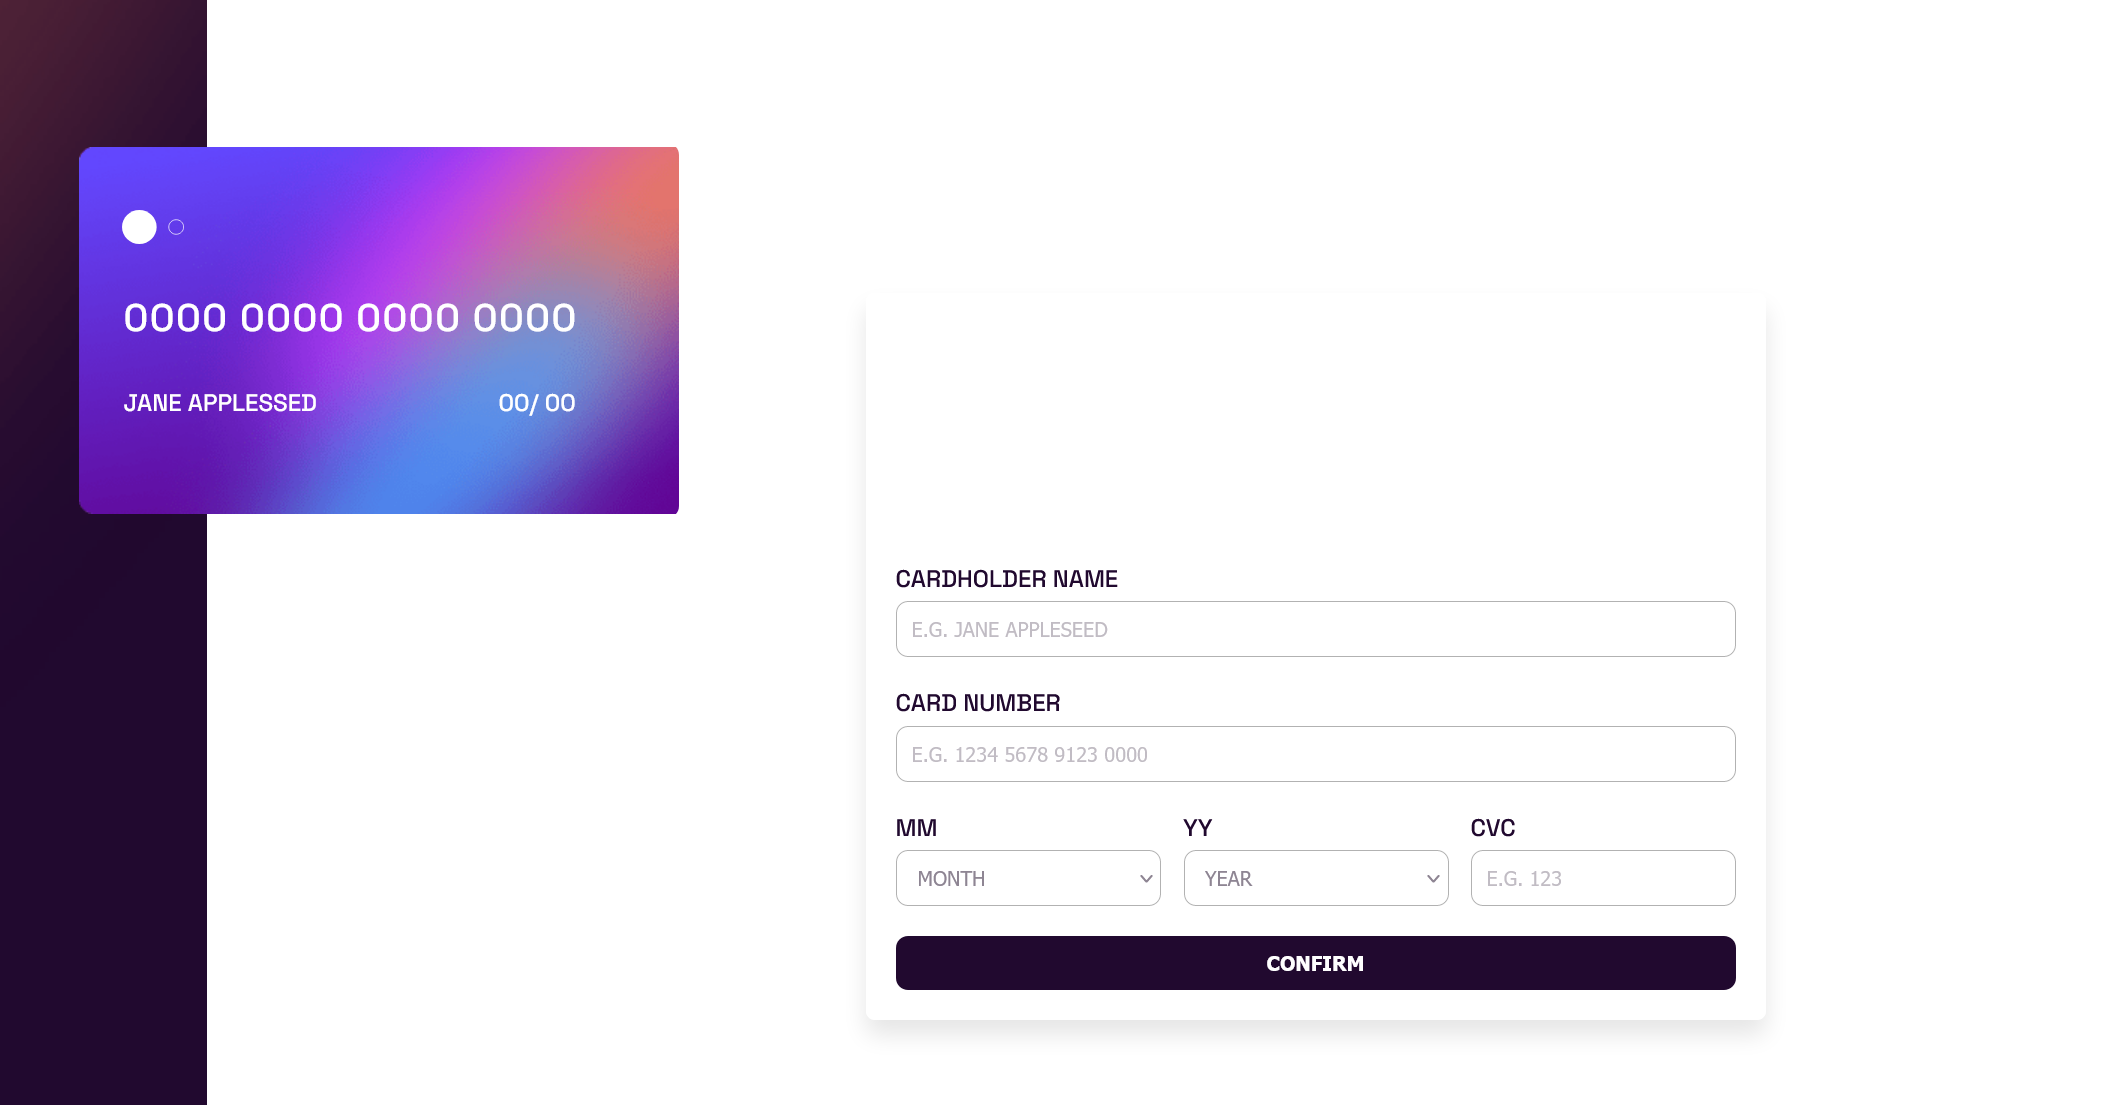 0000 0000 0000 0000
JANE APPLESSED 00/ 00
CARDHOLDER NAME
E.G. JANE APPLESEED
CARD NUMBER
E.G. 1234 5678 9123 0000
MM YY CVC
MONTH YEAR E.G. 123
CONFIRM